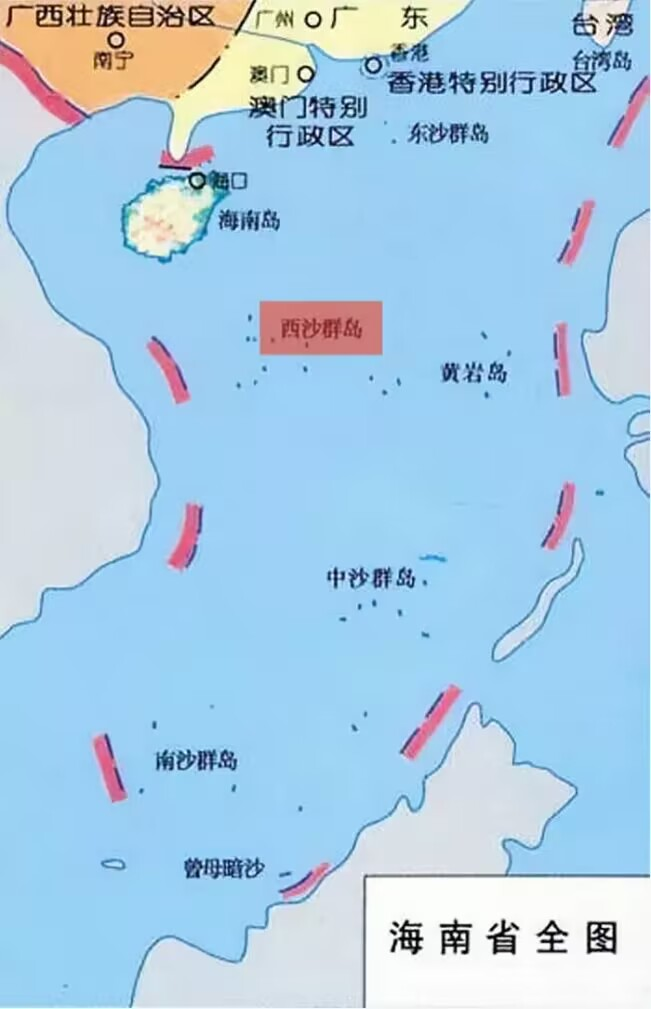 广西壮族自治区
南宁
广州
广东
台湾
香港
台湾岛
澳门
香港特别行政区
澳门特别
行政区
东沙群岛
海口
海南岛
西沙群岛
黄岩岛
中沙群岛
南沙群岛
曾母暗沙
海南省全图